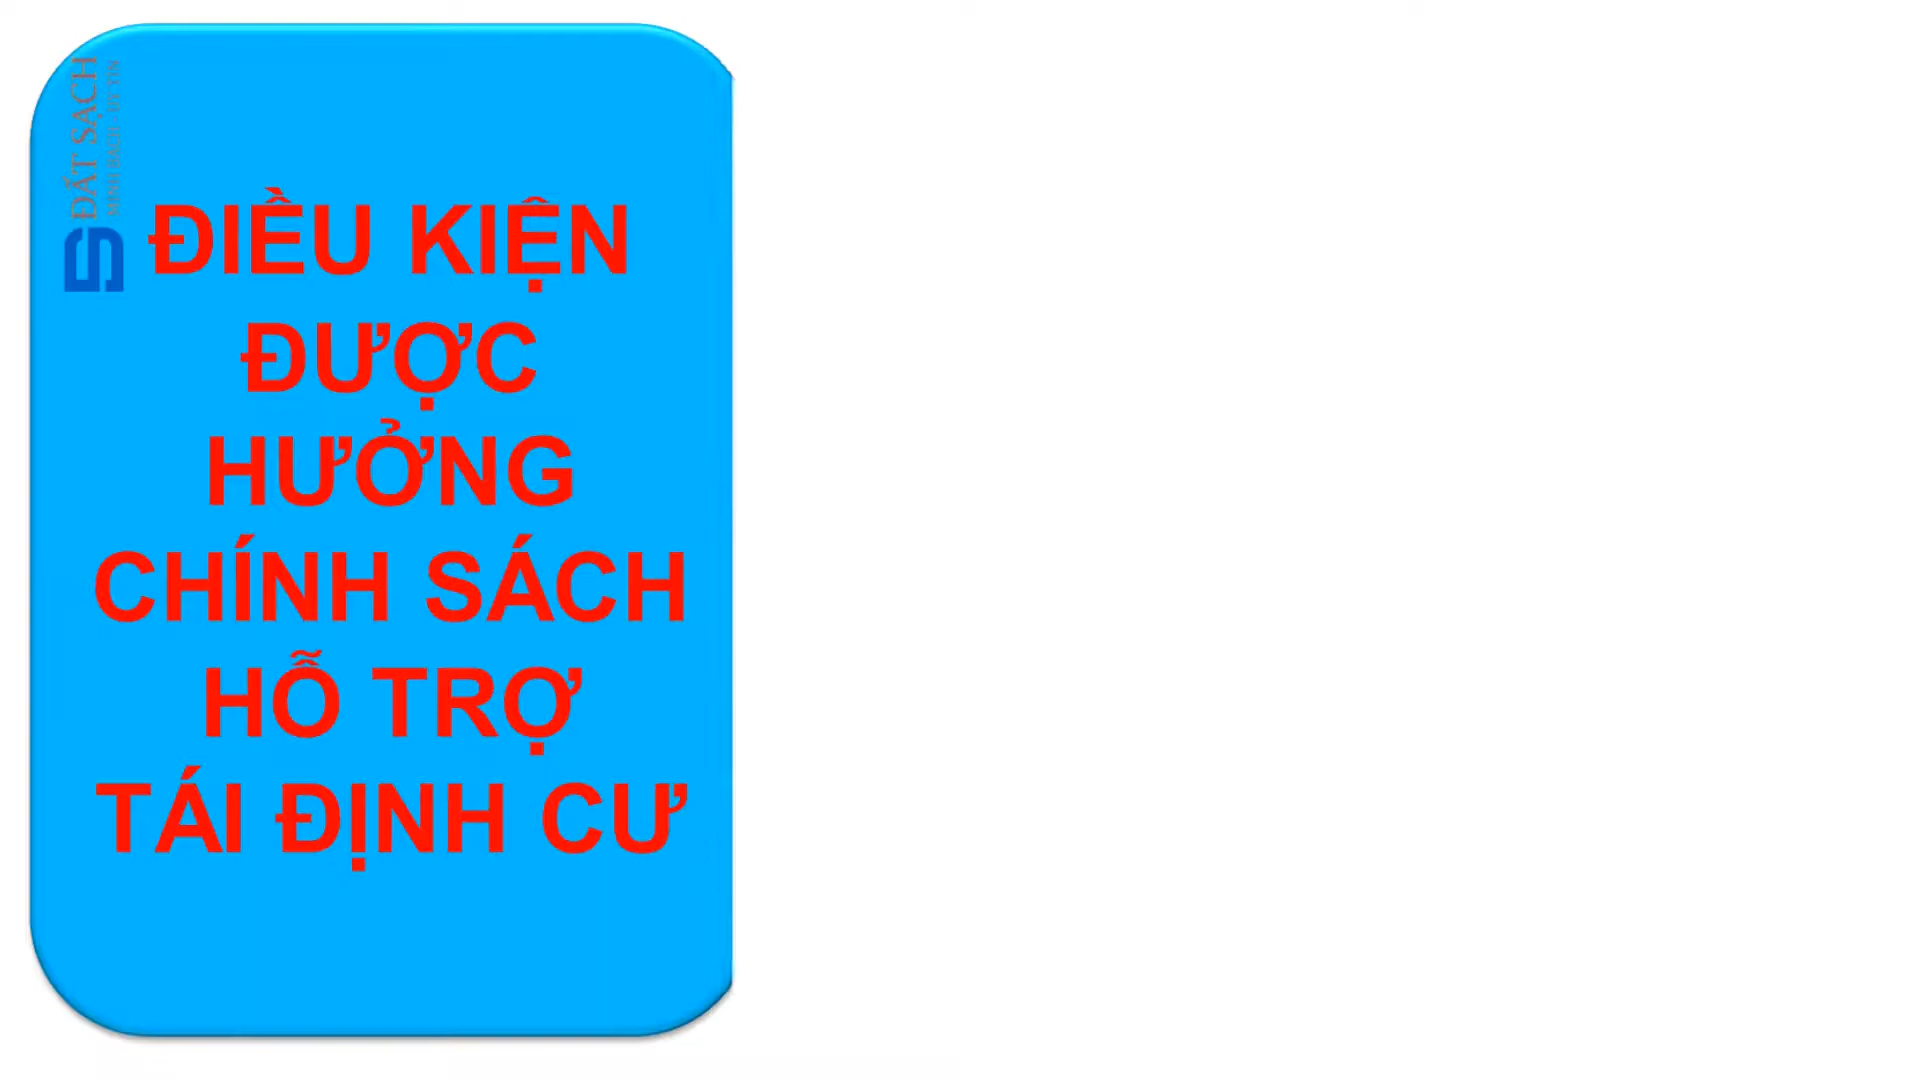 ĐẤT SẠCH
ĐIỀU KIỆN
ĐƯỢC
HƯỞNG
CHÍNH SÁCH
HỖ TRỢ
TÁI ĐỊNH CƯ